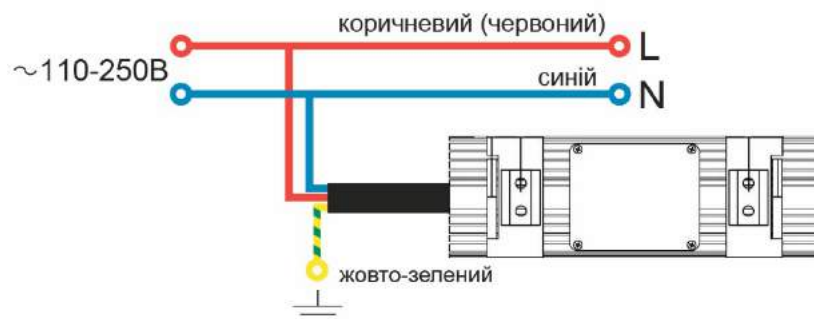 коричневий (червоний)
L
~110-250В
синій
N
жовто-зелений